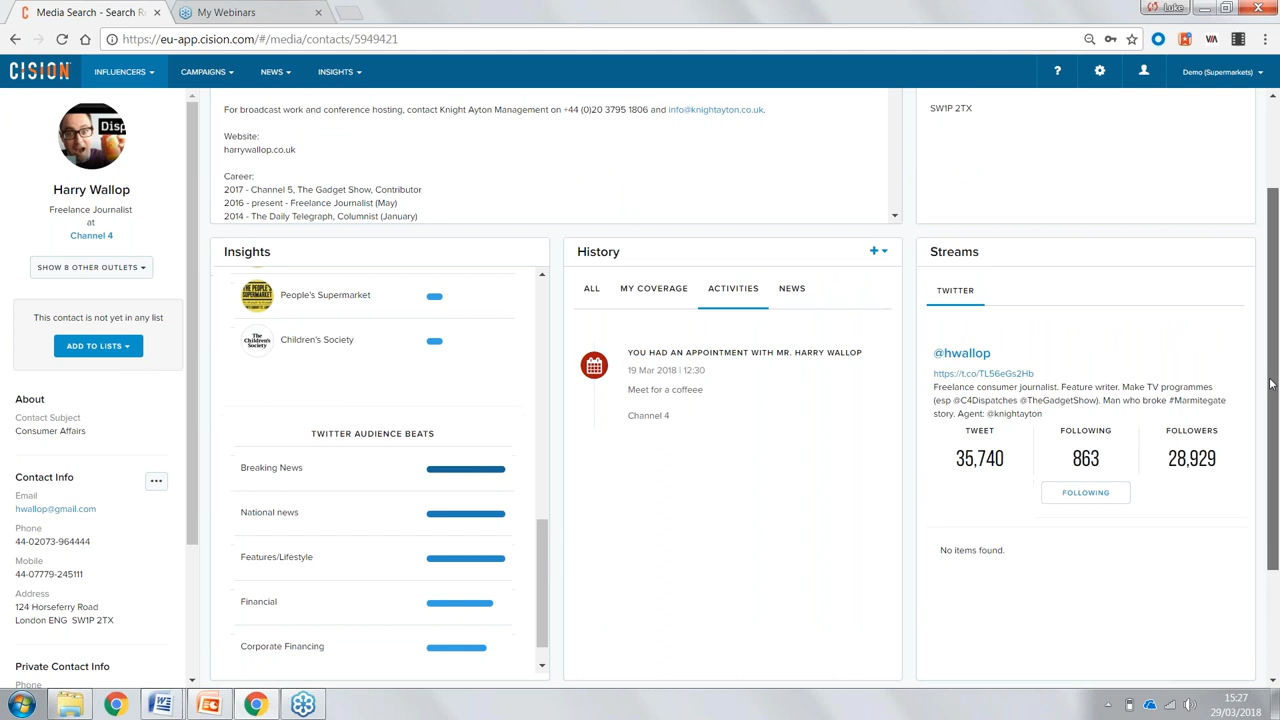 Media Search - Search Re
My Webinars
Luke
https://eu-app.cision.com/#/media/contacts/5949421
CISION
INFLUENCERS
CAMPAIGNS
NEWS
INSIGHTS
?
Demo (Supermarkets)
Disp
Harry Wallop
Freelance Journalist
at
Channel 4
SHOW 8 OTHER OUTLETS
This contact is not yet in any list
ADD TO LISTS
About
Contact Subject
Consumer Affairs
Contact Info
Email
hwallop@gmail.com
Phone
44-02073-964444
Mobile
44-07779-245111
Address
124 Horseferry Road
London ENG SW1P 2TX
Private Contact Info
Phone
For broadcast work and conference hosting, contact Knight Ayton Management on +44 (0)20 3795 1806 and info@knightayton.co.uk.
Website:
harrywallop.co.uk
Career:
2017 - Channel 5, The Gadget Show, Contributor
2016 - present - Freelance Journalist (May)
2014 - The Daily Telegraph, Columnist (January)
SW1P 2TX
Insights
THE PEOPLE'S SUPERMARKET
People's Supermarket
The Children's Society
Children's Society
TWITTER AUDIENCE BEATS
Breaking News
National news
Features/Lifestyle
Financial
Corporate Financing
History
ALL
MY COVERAGE
ACTIVITIES
NEWS
YOU HAD AN APPOINTMENT WITH MR. HARRY WALLOP
19 Mar 2018 | 12:30
Meet for a coffeee
Channel 4
Streams
TWITTER
@hwallop
https://t.co/TL56eGs2Hb
Freelance consumer journalist. Feature writer. Make TV programmes
(esp @C4Dispatches @TheGadgetShow). Man who broke #Marmitegate
story. Agent: @knightayton
TWEET
35,740
FOLLOWING
863
FOLLOWERS
28,929
FOLLOWING
No items found.
15:27
29/03/2018